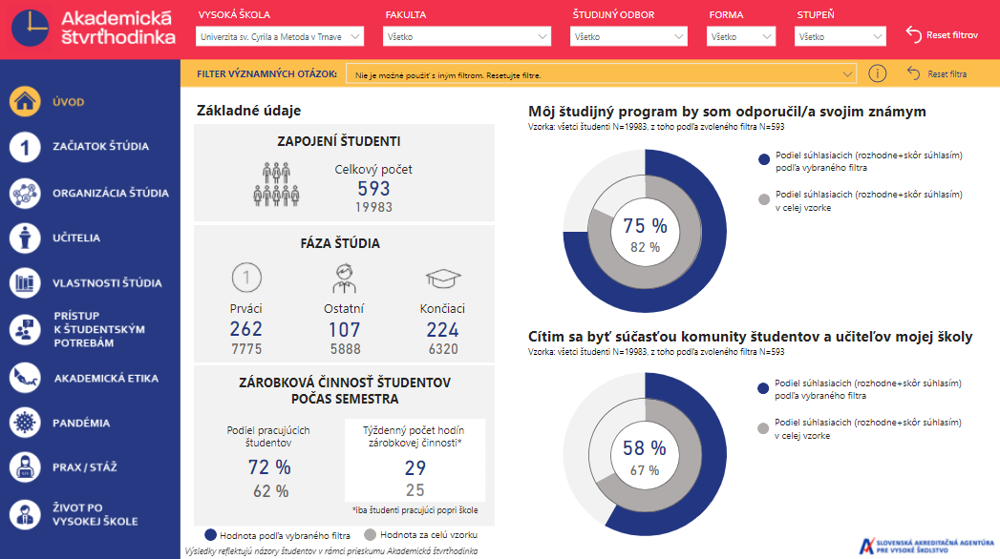 Akademická
štvrťhodinka
VYSOKÁ ŠKOLA
Univerzita sv. Cyrila a Metoda v Trnave
FAKULTA
Všetko
ŠTUDIJNÝ ODBOR
Všetko
FORMA
Všetko
STUPEŇ
Všetko
Reset filtrov
FILTER VÝZNAMNÝCH OTÁZOK:
Nie je možné použiť s iným filtrom. Resetujte filtre.
Reset filtra
ÚVOD
1
ZAČIATOK ŠTÚDIA
ORGANIZÁCIA ŠTÚDIA
UČITELIA
VLASTNOSTI ŠTÚDIA
PRÍSTUP
K ŠTUDENTSKÝM
POTREBÁM
AKADEMICKÁ ETIKA
PANDÉMIA
PRAX / STÁŽ
ŽIVOT PO
VYSOKEJ ŠKOLE
Základné údaje
ZAPOJENÍ ŠTUDENTI
Celkový počet
593
19983
FÁZA ŠTÚDIA
1
Prváci
262
7775
Ostatní
107
5888
Končiaci
224
6320
ZÁROBKOVÁ ČINNOSŤ ŠTUDENTOV
POČAS SEMESTRA
Podiel pracujúcich
študentov
72 %
62 %
Týždenný počet hodín
zárobkovej činnosti*
29
25
*iba študenti pracujúci popri škole
Hodnota podľa vybraného filtra
Hodnota za celú vzorku
Výsledky reflektujú názory študentov v rámci prieskumu Akademická štvrťhodinka
Môj študijný program by som odporučil/a svojim známym
Vzorka: všetci študenti N=19983, z toho podľa zvoleného filtra N=593
75 %
82 %
Podiel súhlasiacich (rozhodne+skôr súhlasím)
podľa vybraného filtra
Podiel súhlasiacich (rozhodne+skôr súhlasím)
v celej vzorke
Cítim sa byť súčasťou komunity študentov a učiteľov mojej školy
Vzorka: všetci študenti N=19983, z toho podľa zvoleného filtra N=593
58 %
67 %
Podiel súhlasiacich (rozhodne+skôr súhlasím)
podľa vybraného filtra
Podiel súhlasiacich (rozhodne+skôr súhlasím)
v celej vzorke
SLOVENSKÁ AKREDITAČNÁ AGENTÚRA
PRE VYSOKÉ ŠKOLSTVO